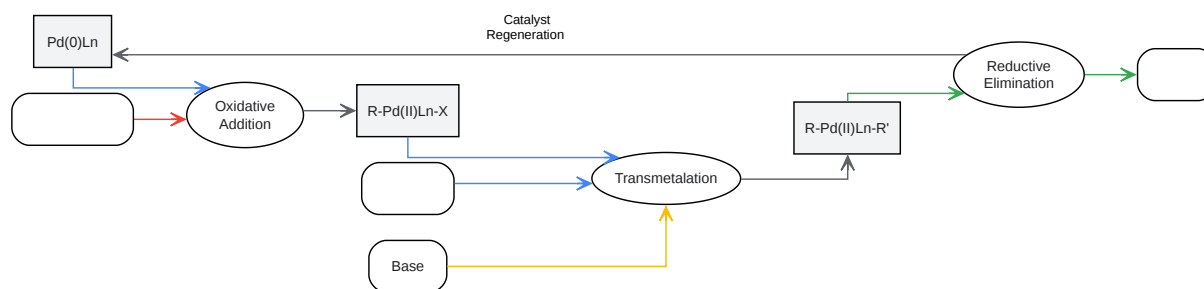 Catalyst
Regeneration
Pd(0)Ln
Oxidative
Addition
R-Pd(II)Ln-X
Transmetalation
Base
R-Pd(II)Ln-R'
Reductive
Elimination